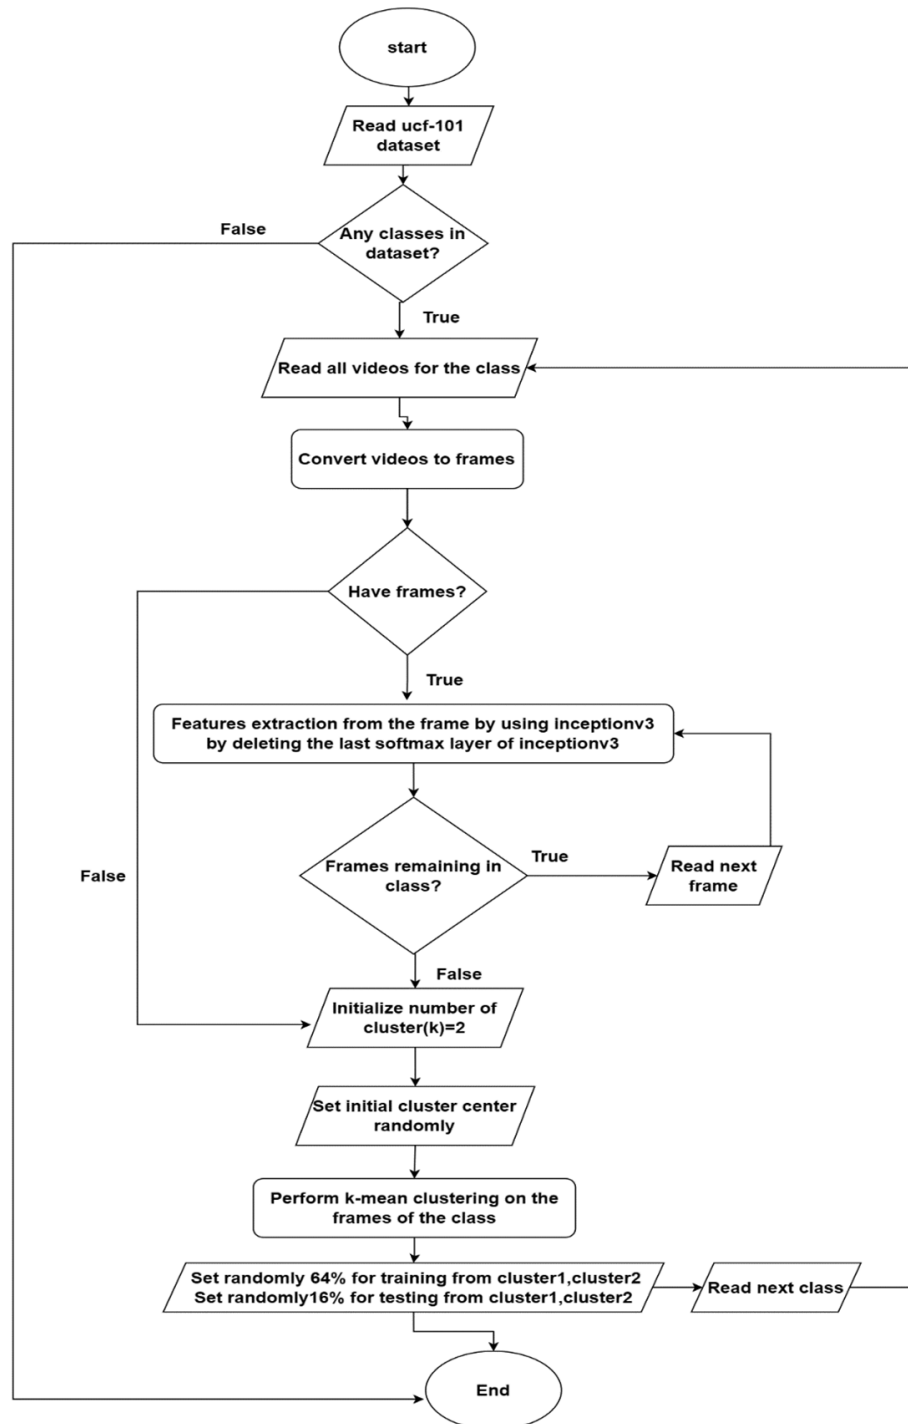 start
Read ucf-101
dataset
False
Any classes in
dataset?
True
Read all videos for the class
Convert videos to frames
Have frames?
True
Features extraction from the frame by using inceptionv3
by deleting the last softmax layer of inceptionv3
False
Frames remaining in
class?
True
Read next
frame
False
Initialize number of
cluster(k)=2
Set initial cluster center
randomly
Perform k-mean clustering on the
frames of the class
Set randomly 64% for training from cluster1,cluster2
Set randomly16% for testing from cluster1,cluster2
Read next class
End